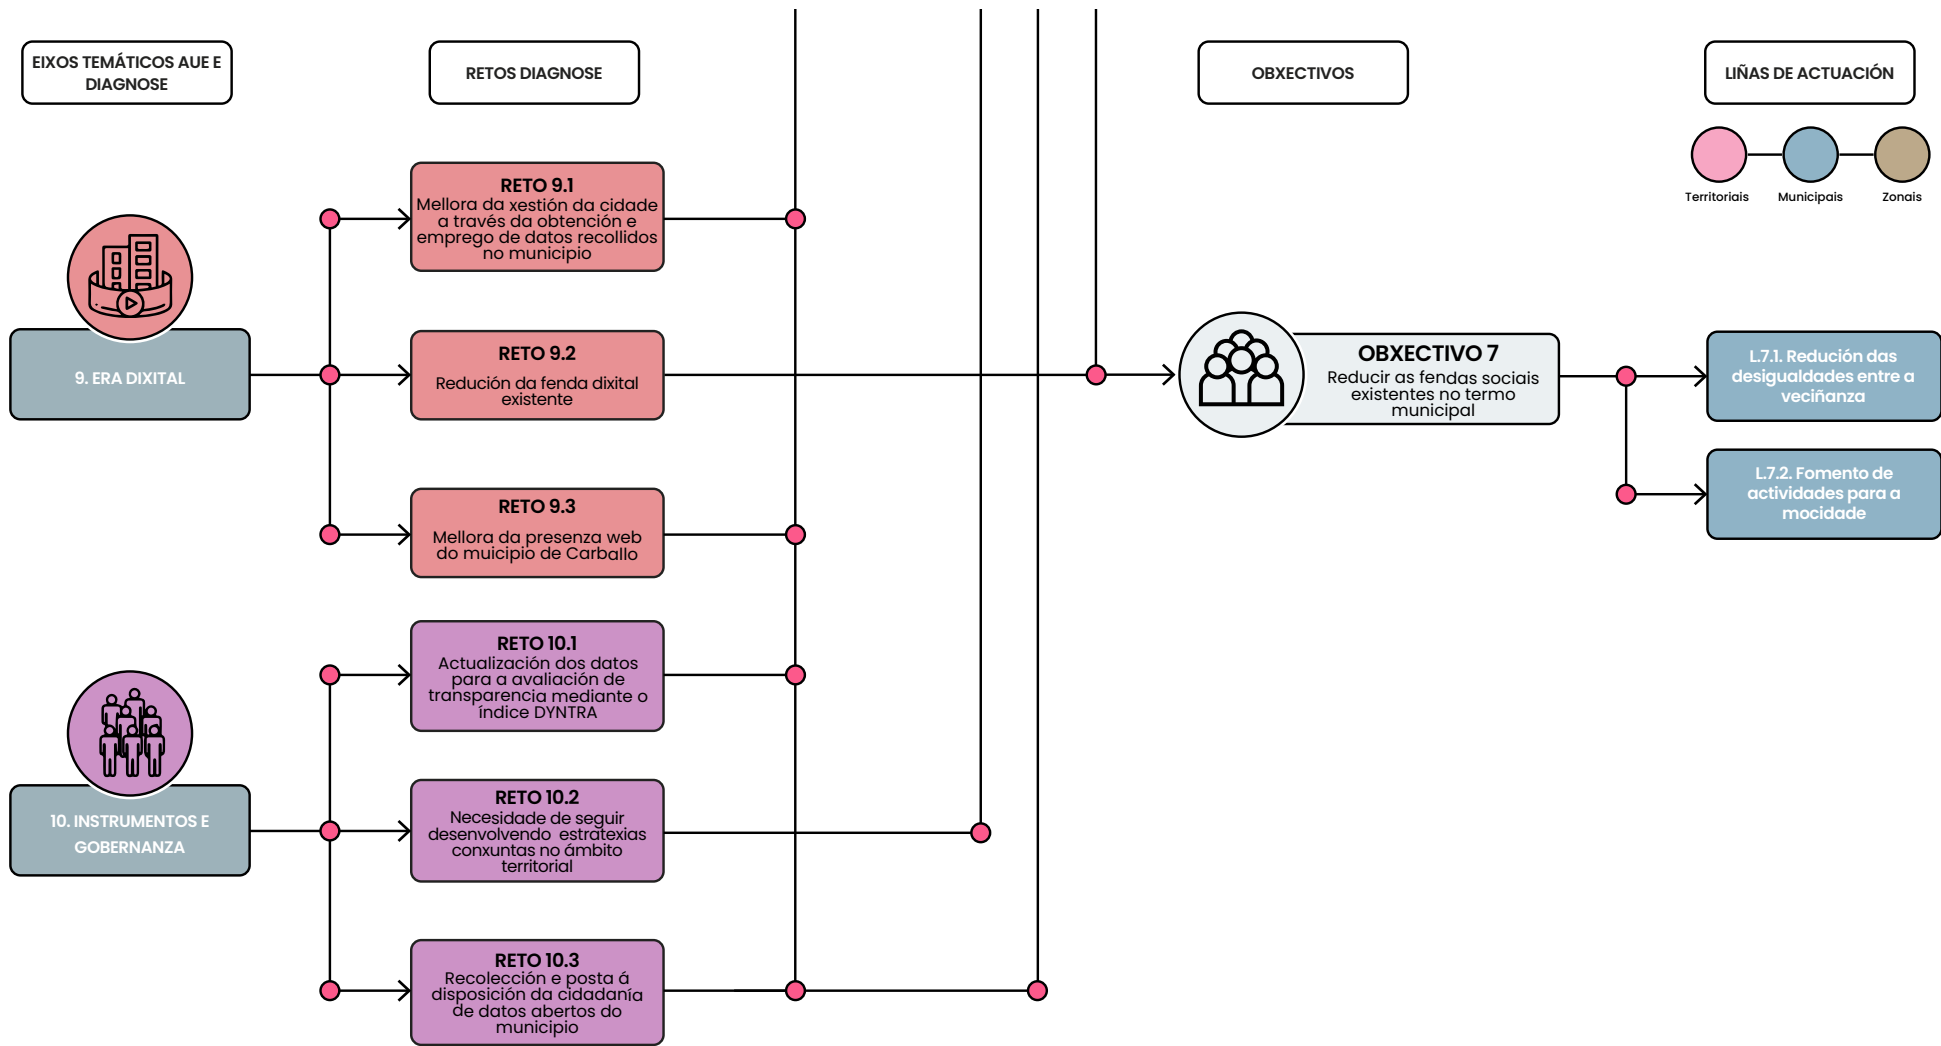 EIXOS TEMÁTICOS AUE E
DIAGNOSE
RETOS DIAGNOSE
OBXECTIVOS
LIÑAS DE ACTUACIÓN
Territoriais
Municipais
Zonais
9. ERA DIXITAL
RETO 9.1
Mellora da xestión da cidade
a través da obtención e
emprego de datos recollidos
no municipio
RETO 9.2
Redución da fenda dixital
existente
RETO 9.3
Mellora da presenza web
do muicipio de Carballo
OBXECTIVO 7
Reducir as fendas sociais
existentes no termo
municipal
L.7.1. Redución das
desigualdades entre a
veciñanza
L.7.2. Fomento de
actividades para a
mocidade
10. INSTRUMENTOS E
GOBERNANZA
RETO 10.1
Actualización dos datos
para a avaliación de
transparencia mediante o
índice DYNTRA
RETO 10.2
Necesidade de seguir
desenvolvendo estratexias
conxuntas no ámbito
territorial
RETO 10.3
Recolección e posta á
disposición da cidadanía
de datos abertos do
municipio